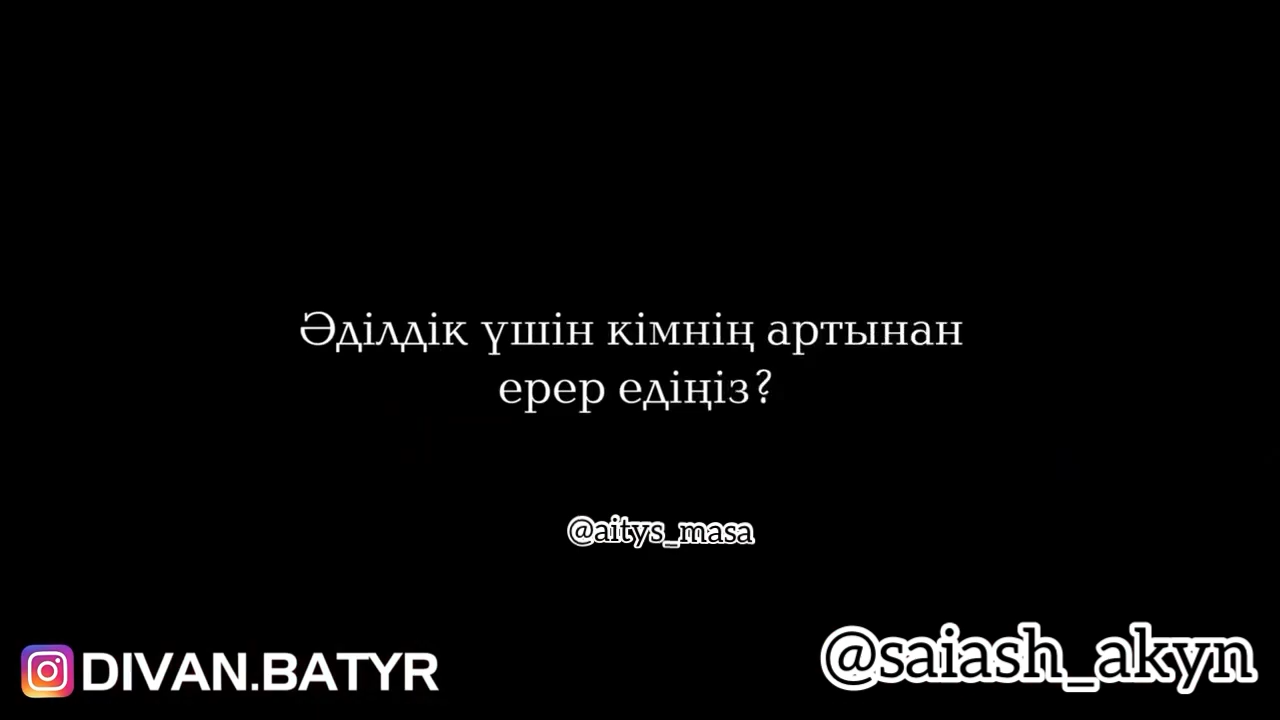 Әділдік үшін кімнің артынан
ерер едіңіз?
@aitys_masa
DIVAN.BATYR
@saiash_akyn